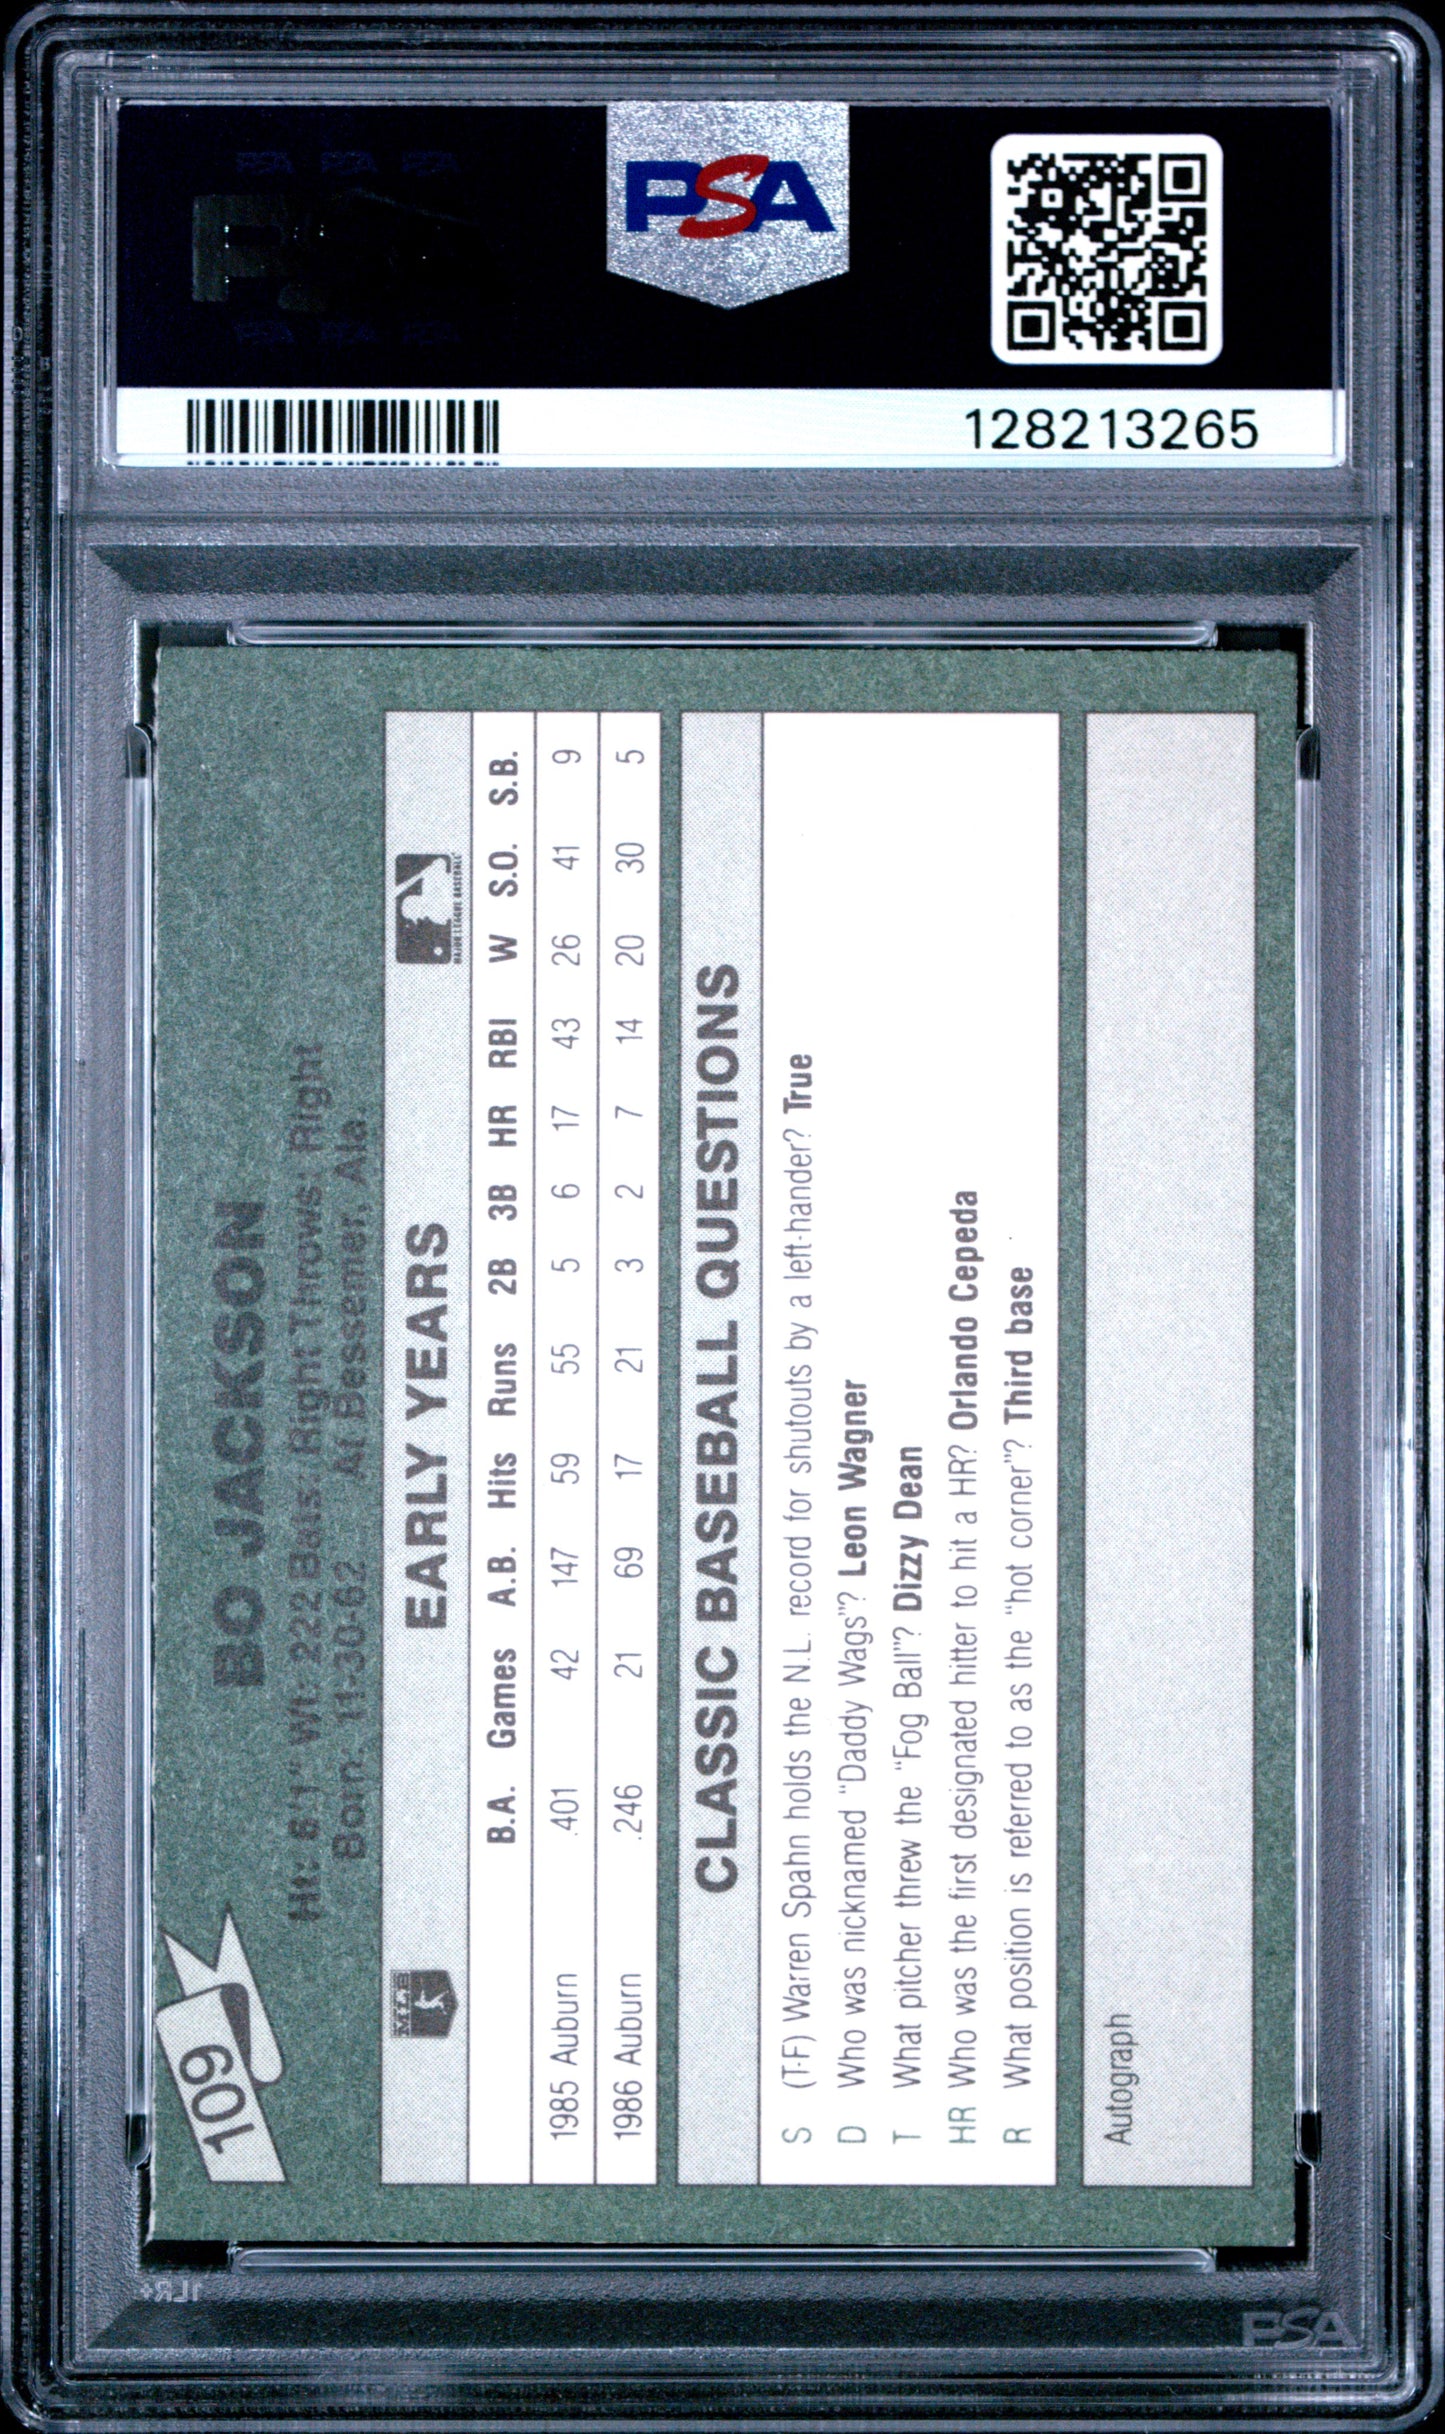 PSA
128213265
109
BO JACKSON
Ht: 6'1" Wt: 222 Bats: Right Throws: Right
Born: 11-30-62 At Bessemer, Ala.
EARLY YEARS
MAJOR LEAGUE BASEBALL
B.A. Games A.B. Hits Runs 2B 3B HR RBI W S.O. S.B.
1985 Auburn .401 42 147 59 55 5 6 17 43 26 41 9
1986 Auburn .246 21 69 17 21 3 2 7 14 20 30 5
CLASSIC BASEBALL QUESTIONS
S (T-F) Warren Spahn holds the N.L. record for shutouts by a left-hander? True
D Who was nicknamed "Daddy Wags"? Leon Wagner
T What pitcher threw the "Fog Ball"? Dizzy Dean
HR Who was the first designated hitter to hit a HR? Orlando Cepeda
R What position is referred to as the "hot corner"? Third base
Autograph
PSA